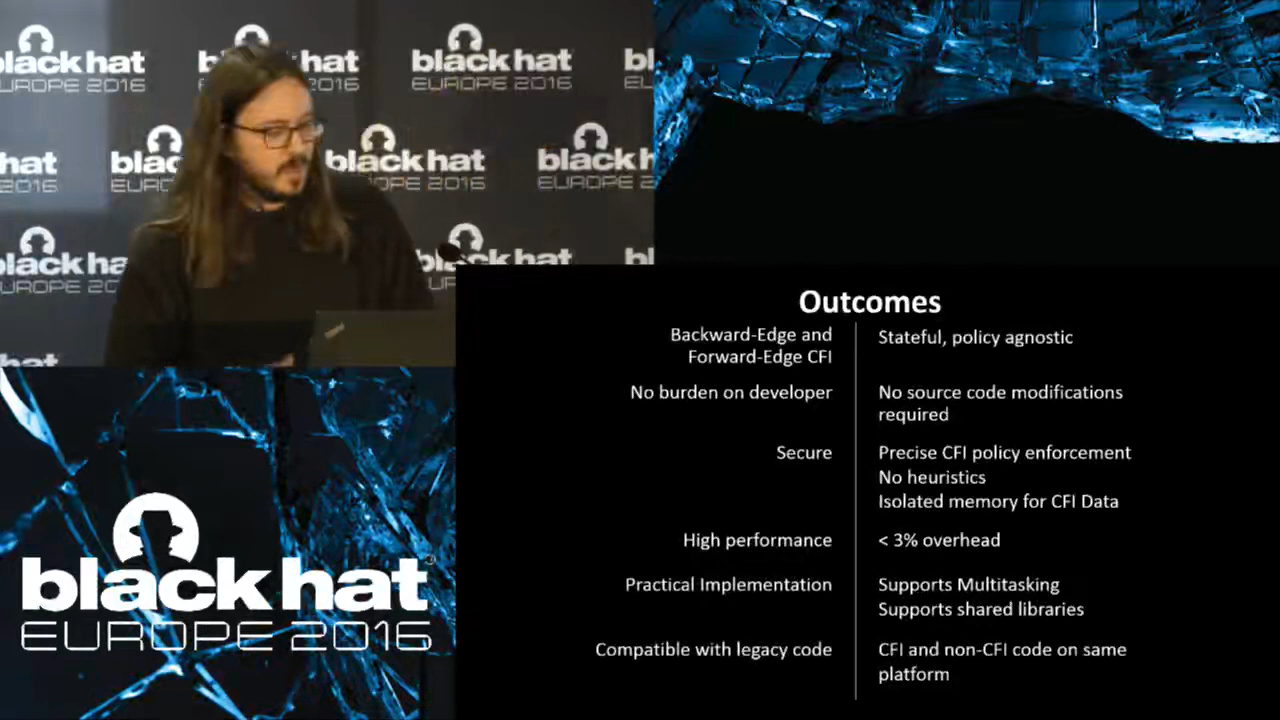 black hat
EUROPE 2016
Outcomes
Backward-Edge and
Forward-Edge CFI
Stateful, policy agnostic
No burden on developer
No source code modifications
required
Secure
Precise CFI policy enforcement
No heuristics
Isolated memory for CFI Data
High performance
< 3% overhead
Practical Implementation
Supports Multitasking
Supports shared libraries
Compatible with legacy code
CFI and non-CFI code on same
platform
black hat
EUROPE 2016